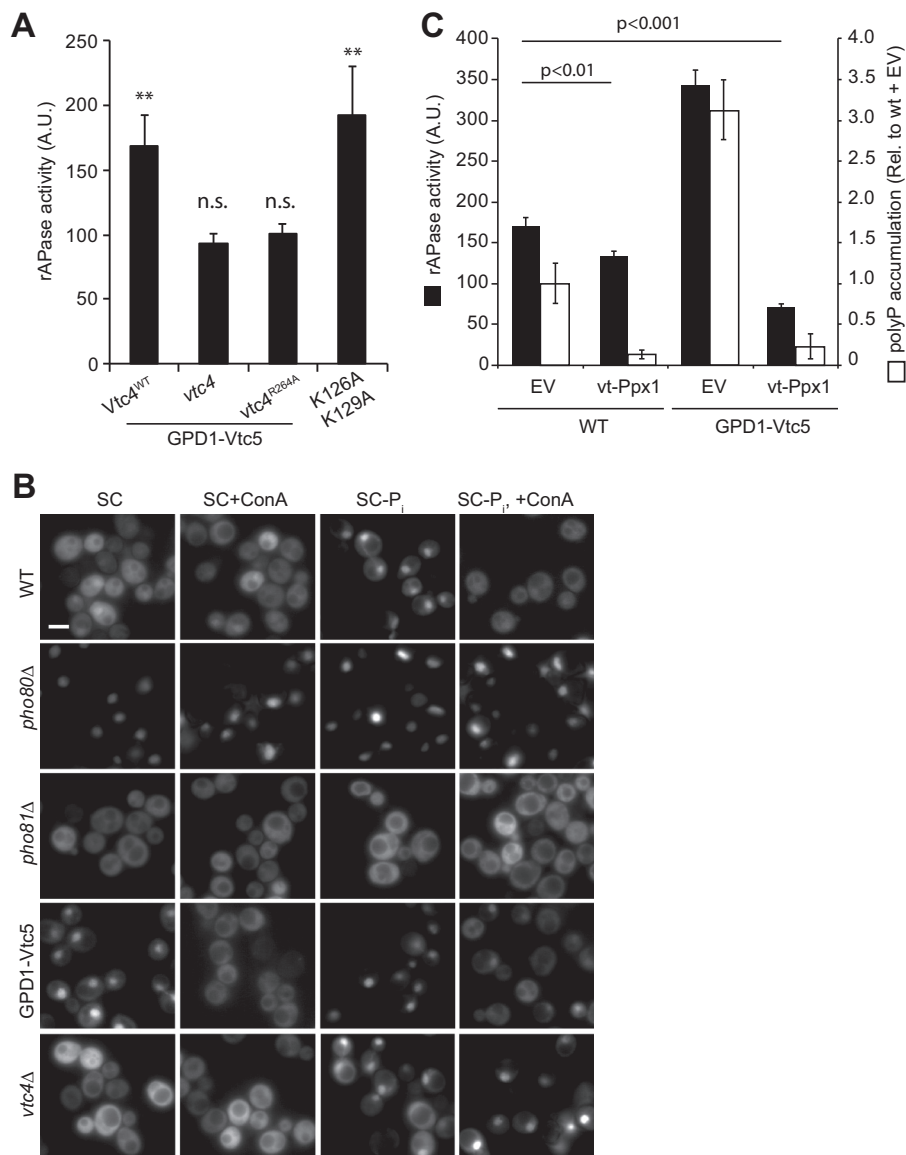 A
rAPase activity (A.U.)
250
200
150
100
50
0
**
n.s.
n.s.
**
Vtc4WT
vtc4
vtc4R264A
K126A
K129A
GPD1-Vtc5
C
rAPase activity (A.U.)
400
350
300
250
200
150
100
50
0
p<0.001
p<0.01
4.0
3.5
3.0
2.5
2.0
1.5
1.0
0.5
0
polyP accumulation (Rel. to wt + EV)
EV
vt-Ppx1
EV
vt-Ppx1
WT
GPD1-Vtc5
B
SC
SC+ConA
SC-Pi
SC-Pi, +ConA
WT
pho80Δ
pho81Δ
GPD1-Vtc5
vtc4Δ